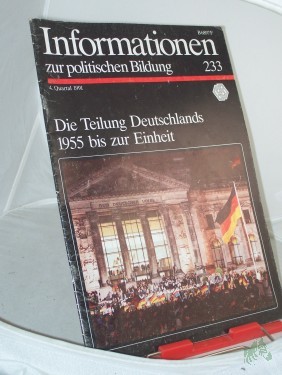 Informationen
zur politischen Bildung 233
4. Quartal 1991
Die Teilung Deutschlands
1955 bis zur Einheit